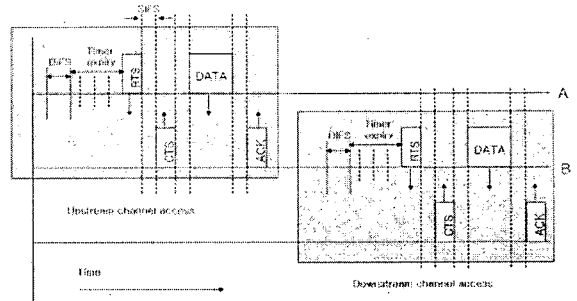 SIFS
DIFS
Timer
expiry
RTS
DATA
A
CTS
ACK
DIFS
Timer
expiry
RTS
DATA
B
Upstream channel access
CTS
ACK
Time
Downstream channel access